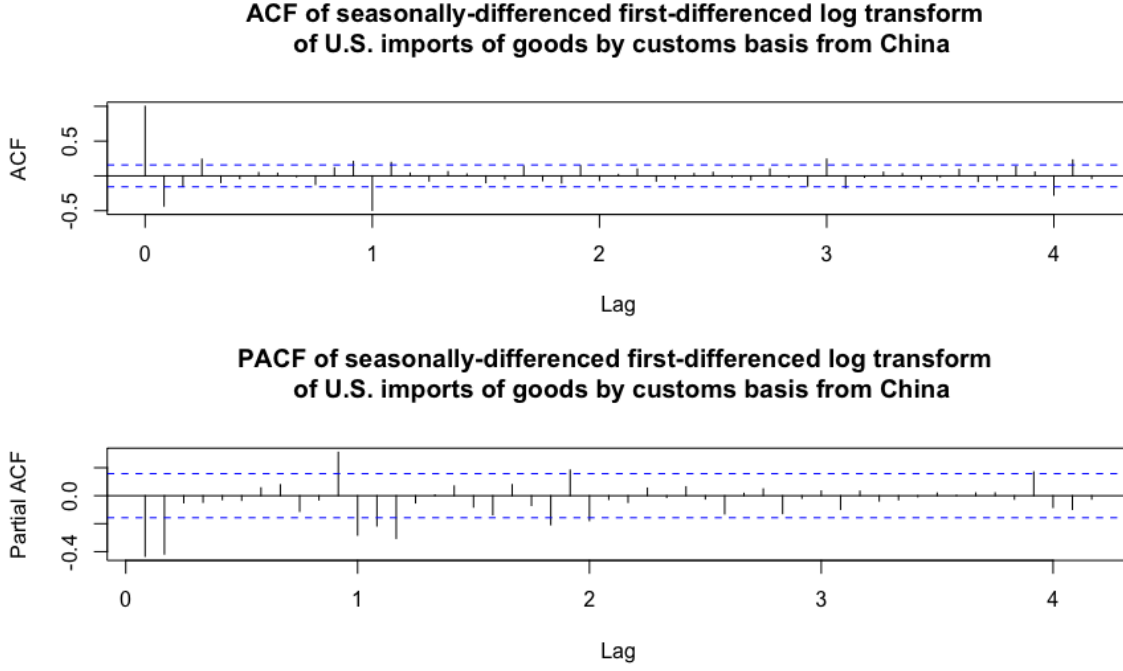 ACF of seasonally-differenced first-differenced log transform
of U.S. imports of goods by customs basis from China
ACF
0.5
-0.5
0 1 2 3 4
Lag
PACF of seasonally-differenced first-differenced log transform
of U.S. imports of goods by customs basis from China
Partial ACF
0.0
-0.4
0 1 2 3 4
Lag